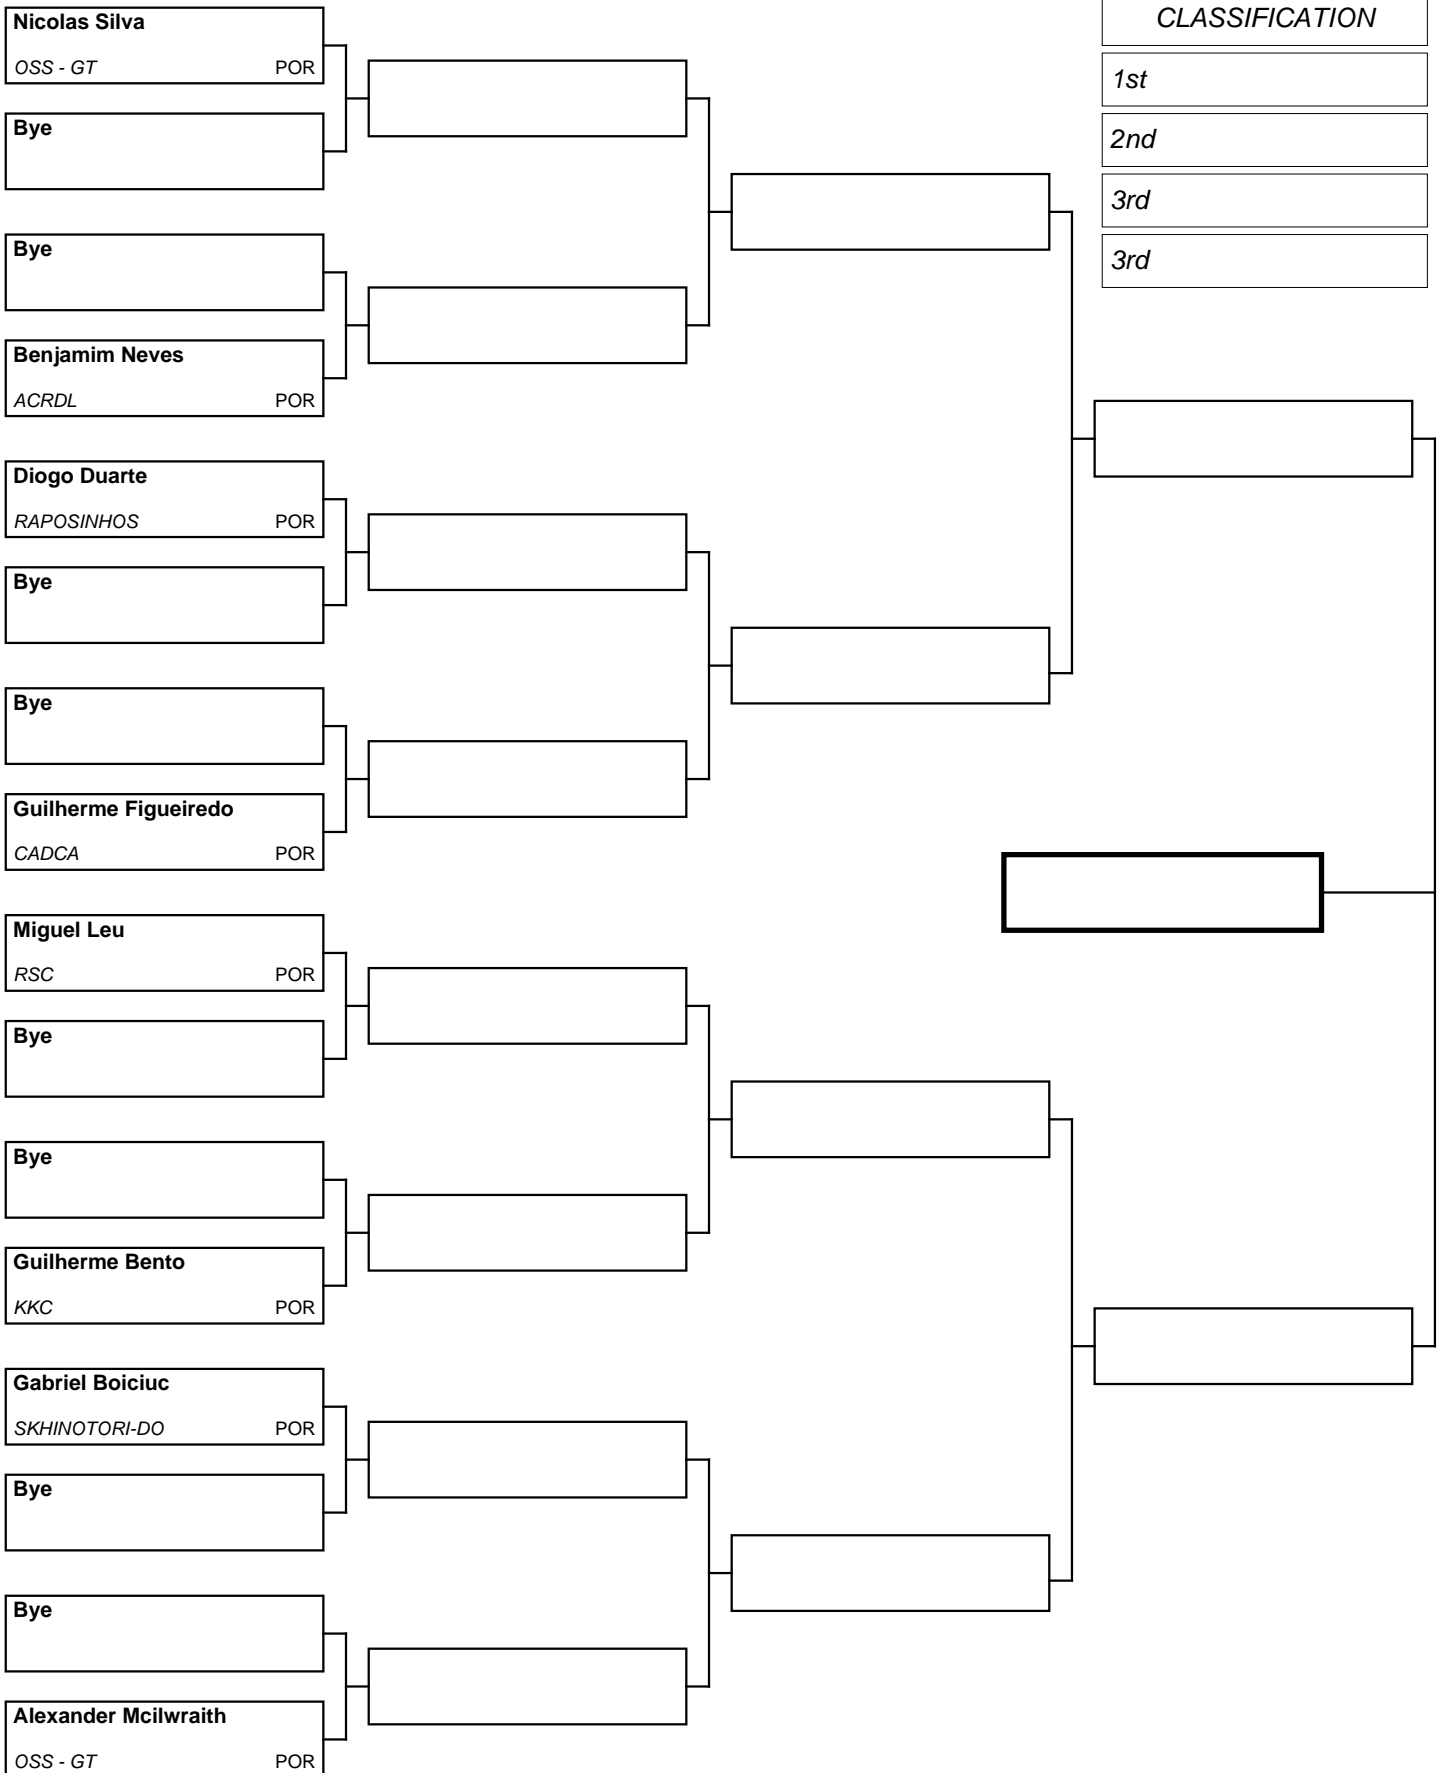 Nicolas Silva
OSS - GT POR
Bye
Bye
Benjamim Neves
ACRDL POR
Diogo Duarte
RAPOSINHOS POR
Bye
Bye
Guilherme Figueiredo
CADCA POR
Miguel Leu
RSC POR
Bye
Bye
Guilherme Bento
KKC POR
Gabriel Boiciuc
SKHINOTORI-DO POR
Bye
Bye
Alexander Mcilwraith
OSS - GT POR
CLASSIFICATION
1st
2nd
3rd
3rd